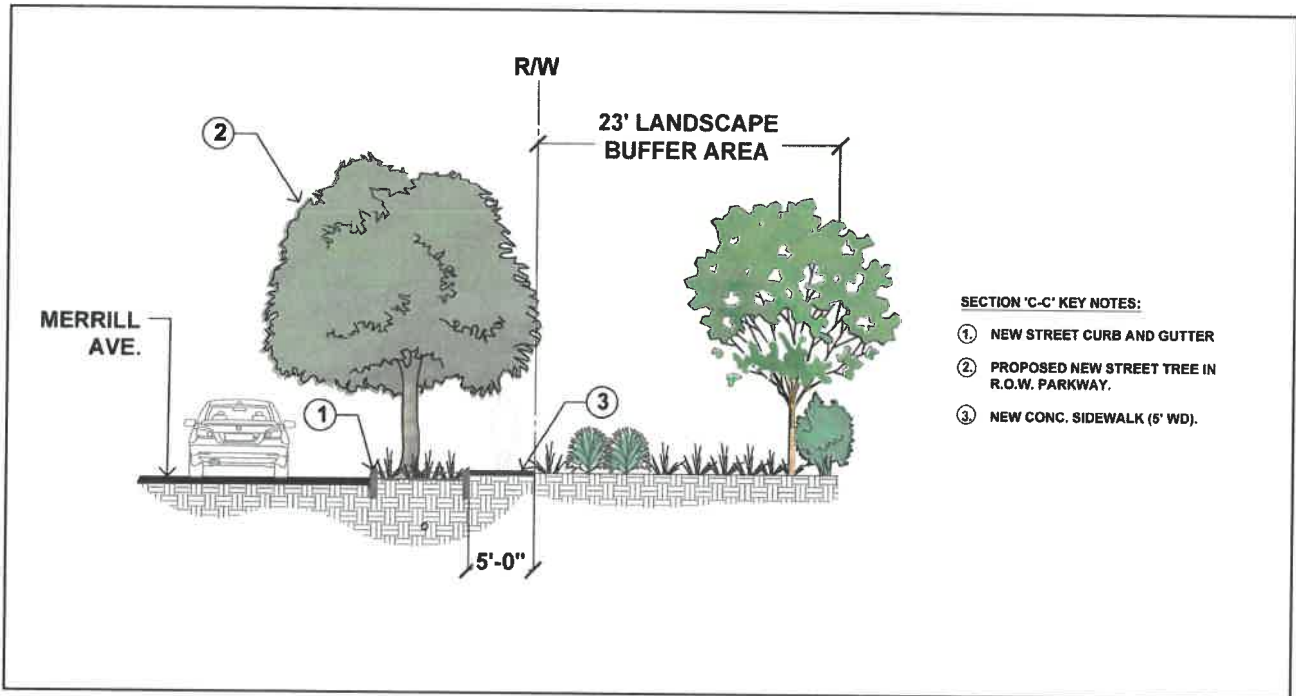 R/W
23' LANDSCAPE
BUFFER AREA
2
MERRILL
AVE.
1
3
5'-0"
SECTION 'C-C' KEY NOTES:
1. NEW STREET CURB AND GUTTER
2. PROPOSED NEW STREET TREE IN
R.O.W. PARKWAY.
3. NEW CONC. SIDEWALK (5' WD).